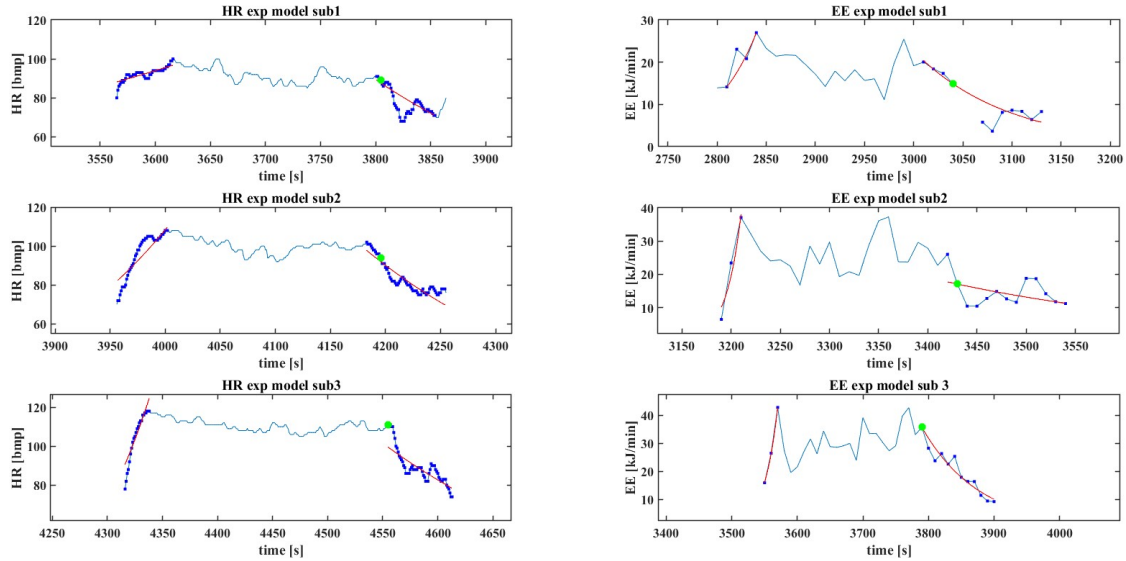 HR exp model sub1
HR [bmp]
120
100
80
60
3550 3600 3650 3700 3750 3800 3850 3900
time [s]
EE exp model sub1
EE [kJ/min]
30
20
10
0
2750 2800 2850 2900 2950 3000 3050 3100 3150 3200
time [s]
HR exp model sub2
HR [bmp]
120
100
80
60
3900 3950 4000 4050 4100 4150 4200 4250 4300
time [s]
EE exp model sub2
EE [kJ/min]
40
30
20
10
3150 3200 3250 3300 3350 3400 3450 3500 3550
time [s]
HR exp model sub3
HR [bmp]
120
100
80
4250 4300 4350 4400 4450 4500 4550 4600 4650
time [s]
EE exp model sub 3
EE [kJ/min]
40
30
20
10
3400 3500 3600 3700 3800 3900 4000
time [s]